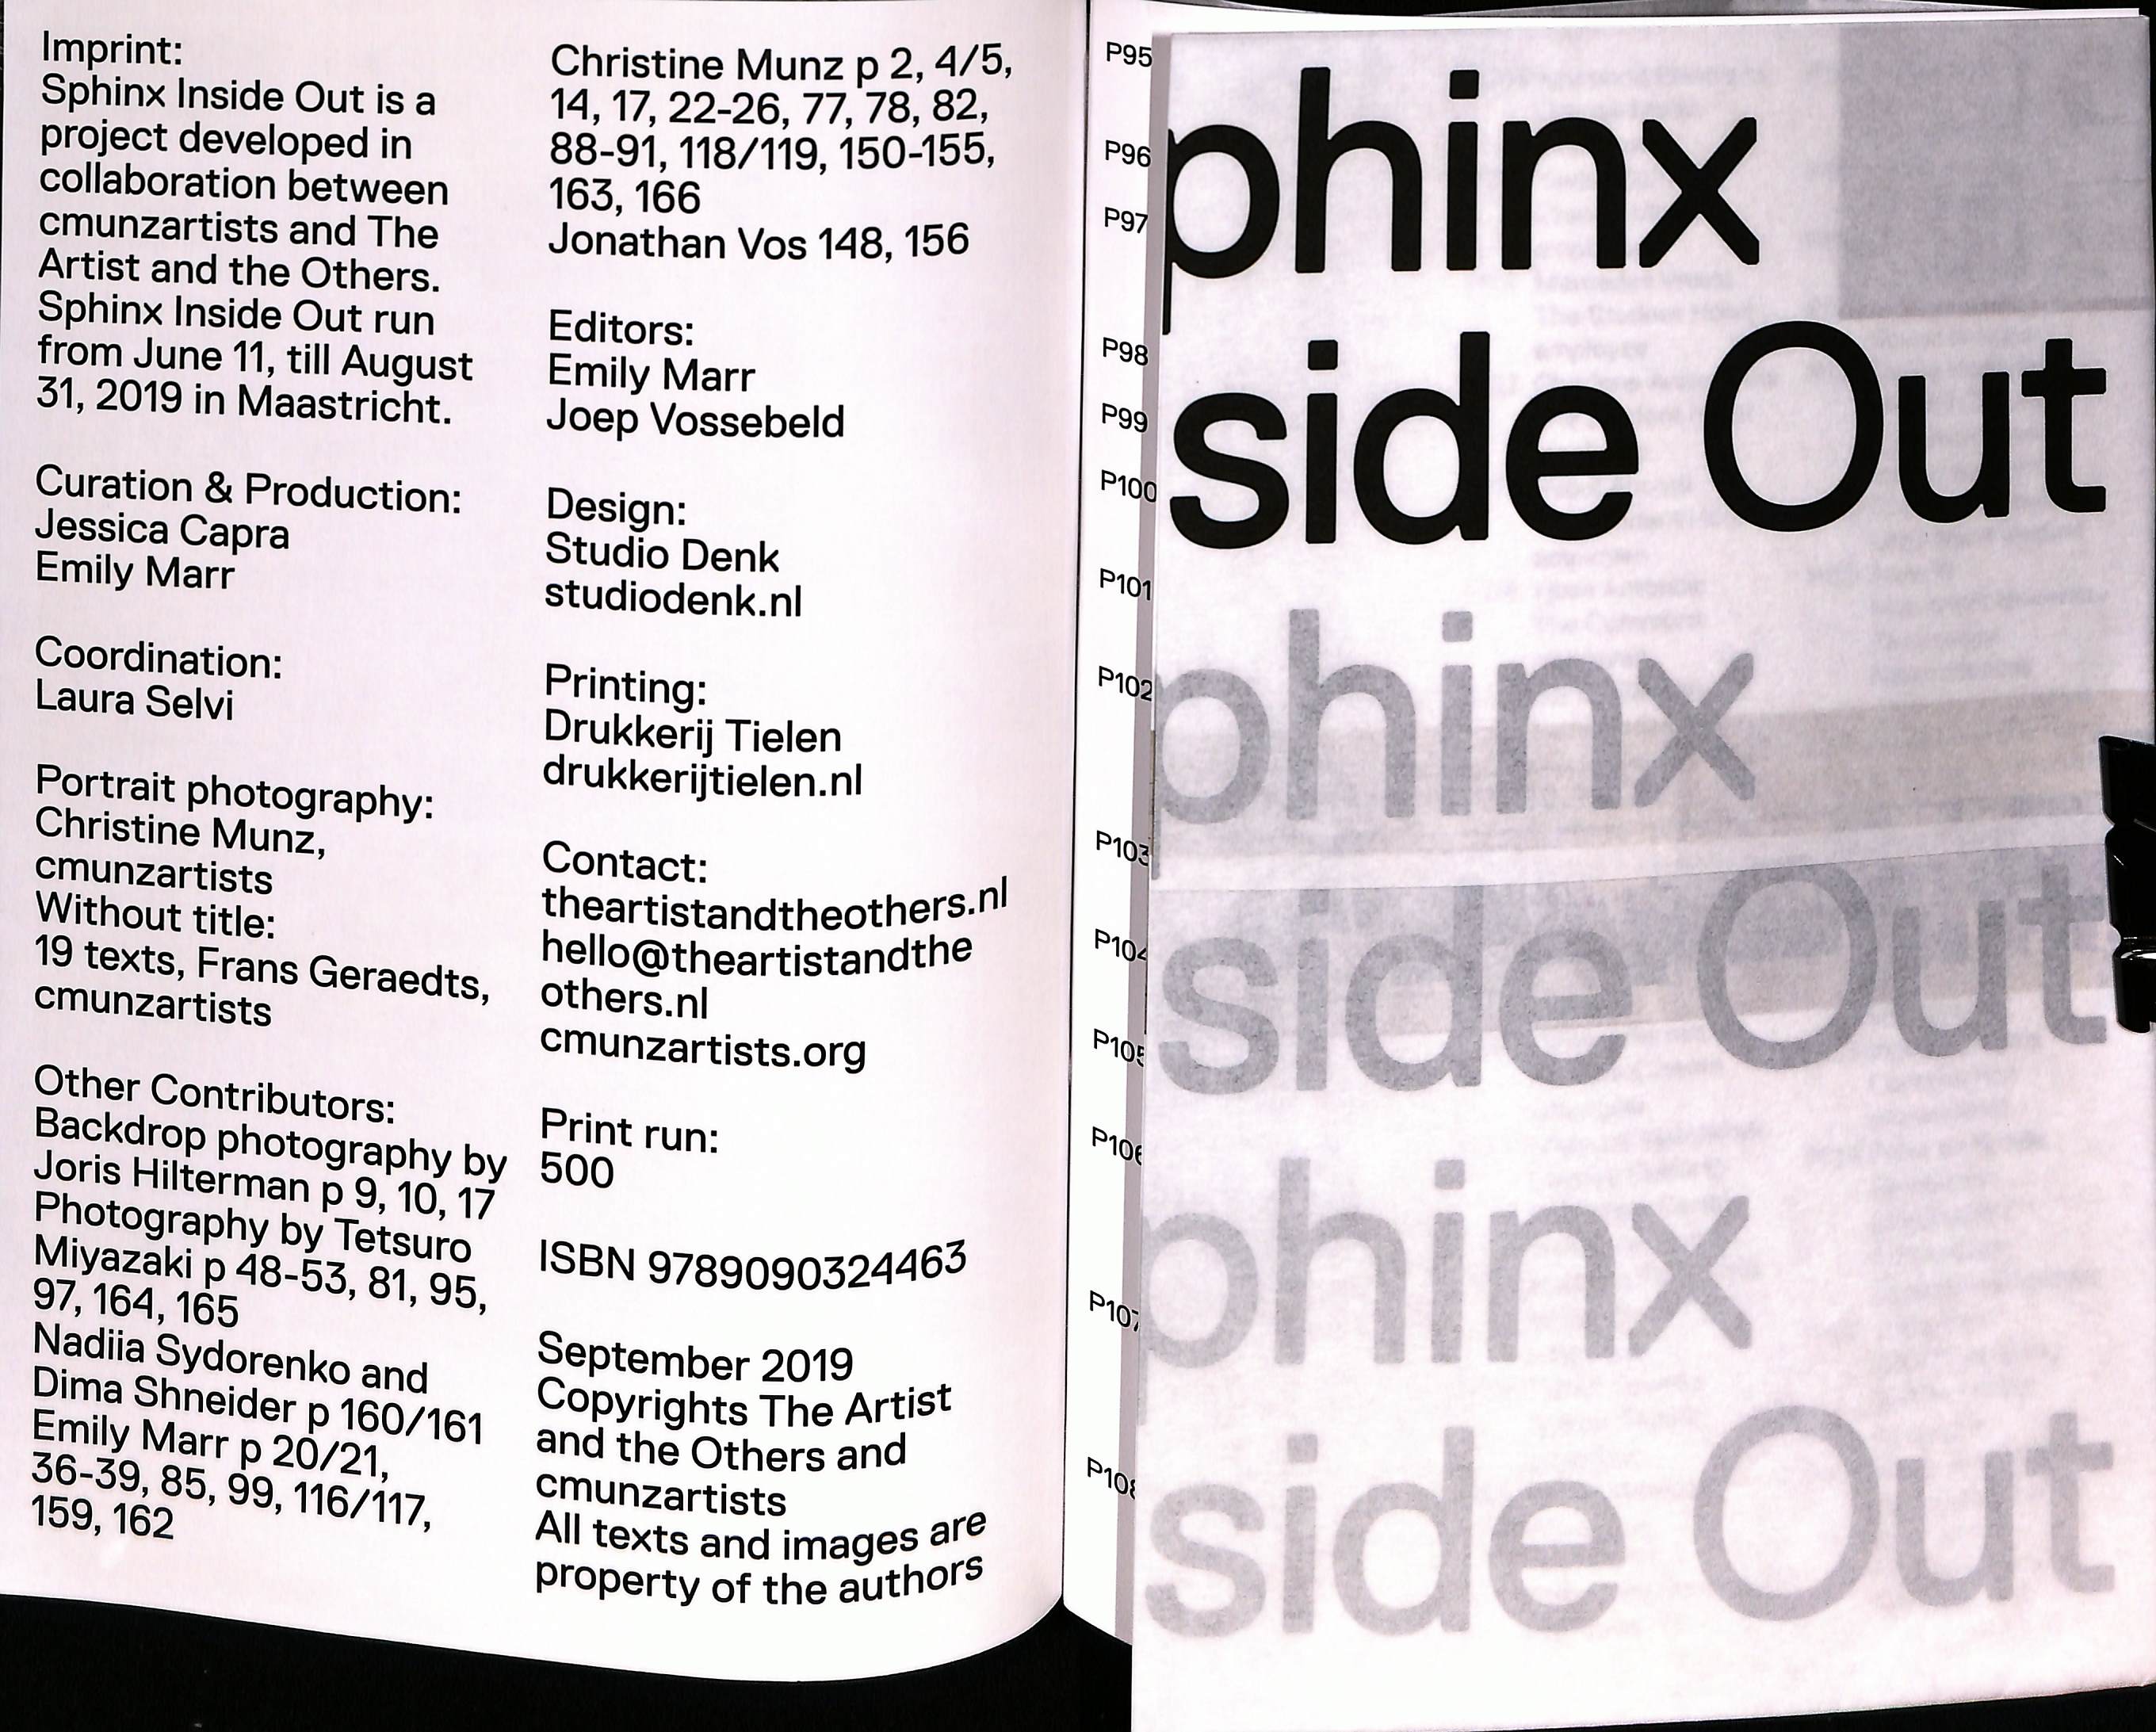 Imprint:
Sphinx Inside Out is a
project developed in
collaboration between
cmunzartists and The
Artist and the Others.
Sphinx Inside Out run
from June 11, till August
31, 2019 in Maastricht.
Curation & Production:
Jessica Capra
Emily Marr
Coordination:
Laura Selvi
Portrait photography:
Christine Munz,
cmunzartists
Without title:
19 texts, Frans Geraedts,
cmunzartists
Other Contributors:
Backdrop photography by
Joris Hilterman p 9, 10, 17
Photography by Tetsuro
Miyazaki p 48-53, 81, 95,
97, 164, 165
Nadiia Sydorenko and
Dima Shneider p 160/161
Emily Marr p 20/21,
36-39, 85, 99, 116/117,
159, 162
Christine Munz p 2, 4/5,
14, 17, 22-26, 77, 78, 82,
88-91, 118/119, 150-155,
163, 166
Jonathan Vos 148, 156
Editors:
Emily Marr
Joep Vossebeld
Design:
Studio Denk
studiodenk.nl
Printing:
Drukkerij Tielen
drukkerijtielen.nl
Contact:
theartistandtheothers.nl
hello@theartistandthe
others.nl
cmunzartists.org
Print run:
500
ISBN 9789090324463
September 2019
Copyrights The Artist
and the Others and
cmunzartists
All texts and images are
property of the authors
P95
P96
P97
P98
P99
P100
P101
P102
P103
P104
P105
P106
P107
P108
phinx
side Out
phinx
side Out
phinx
side Out